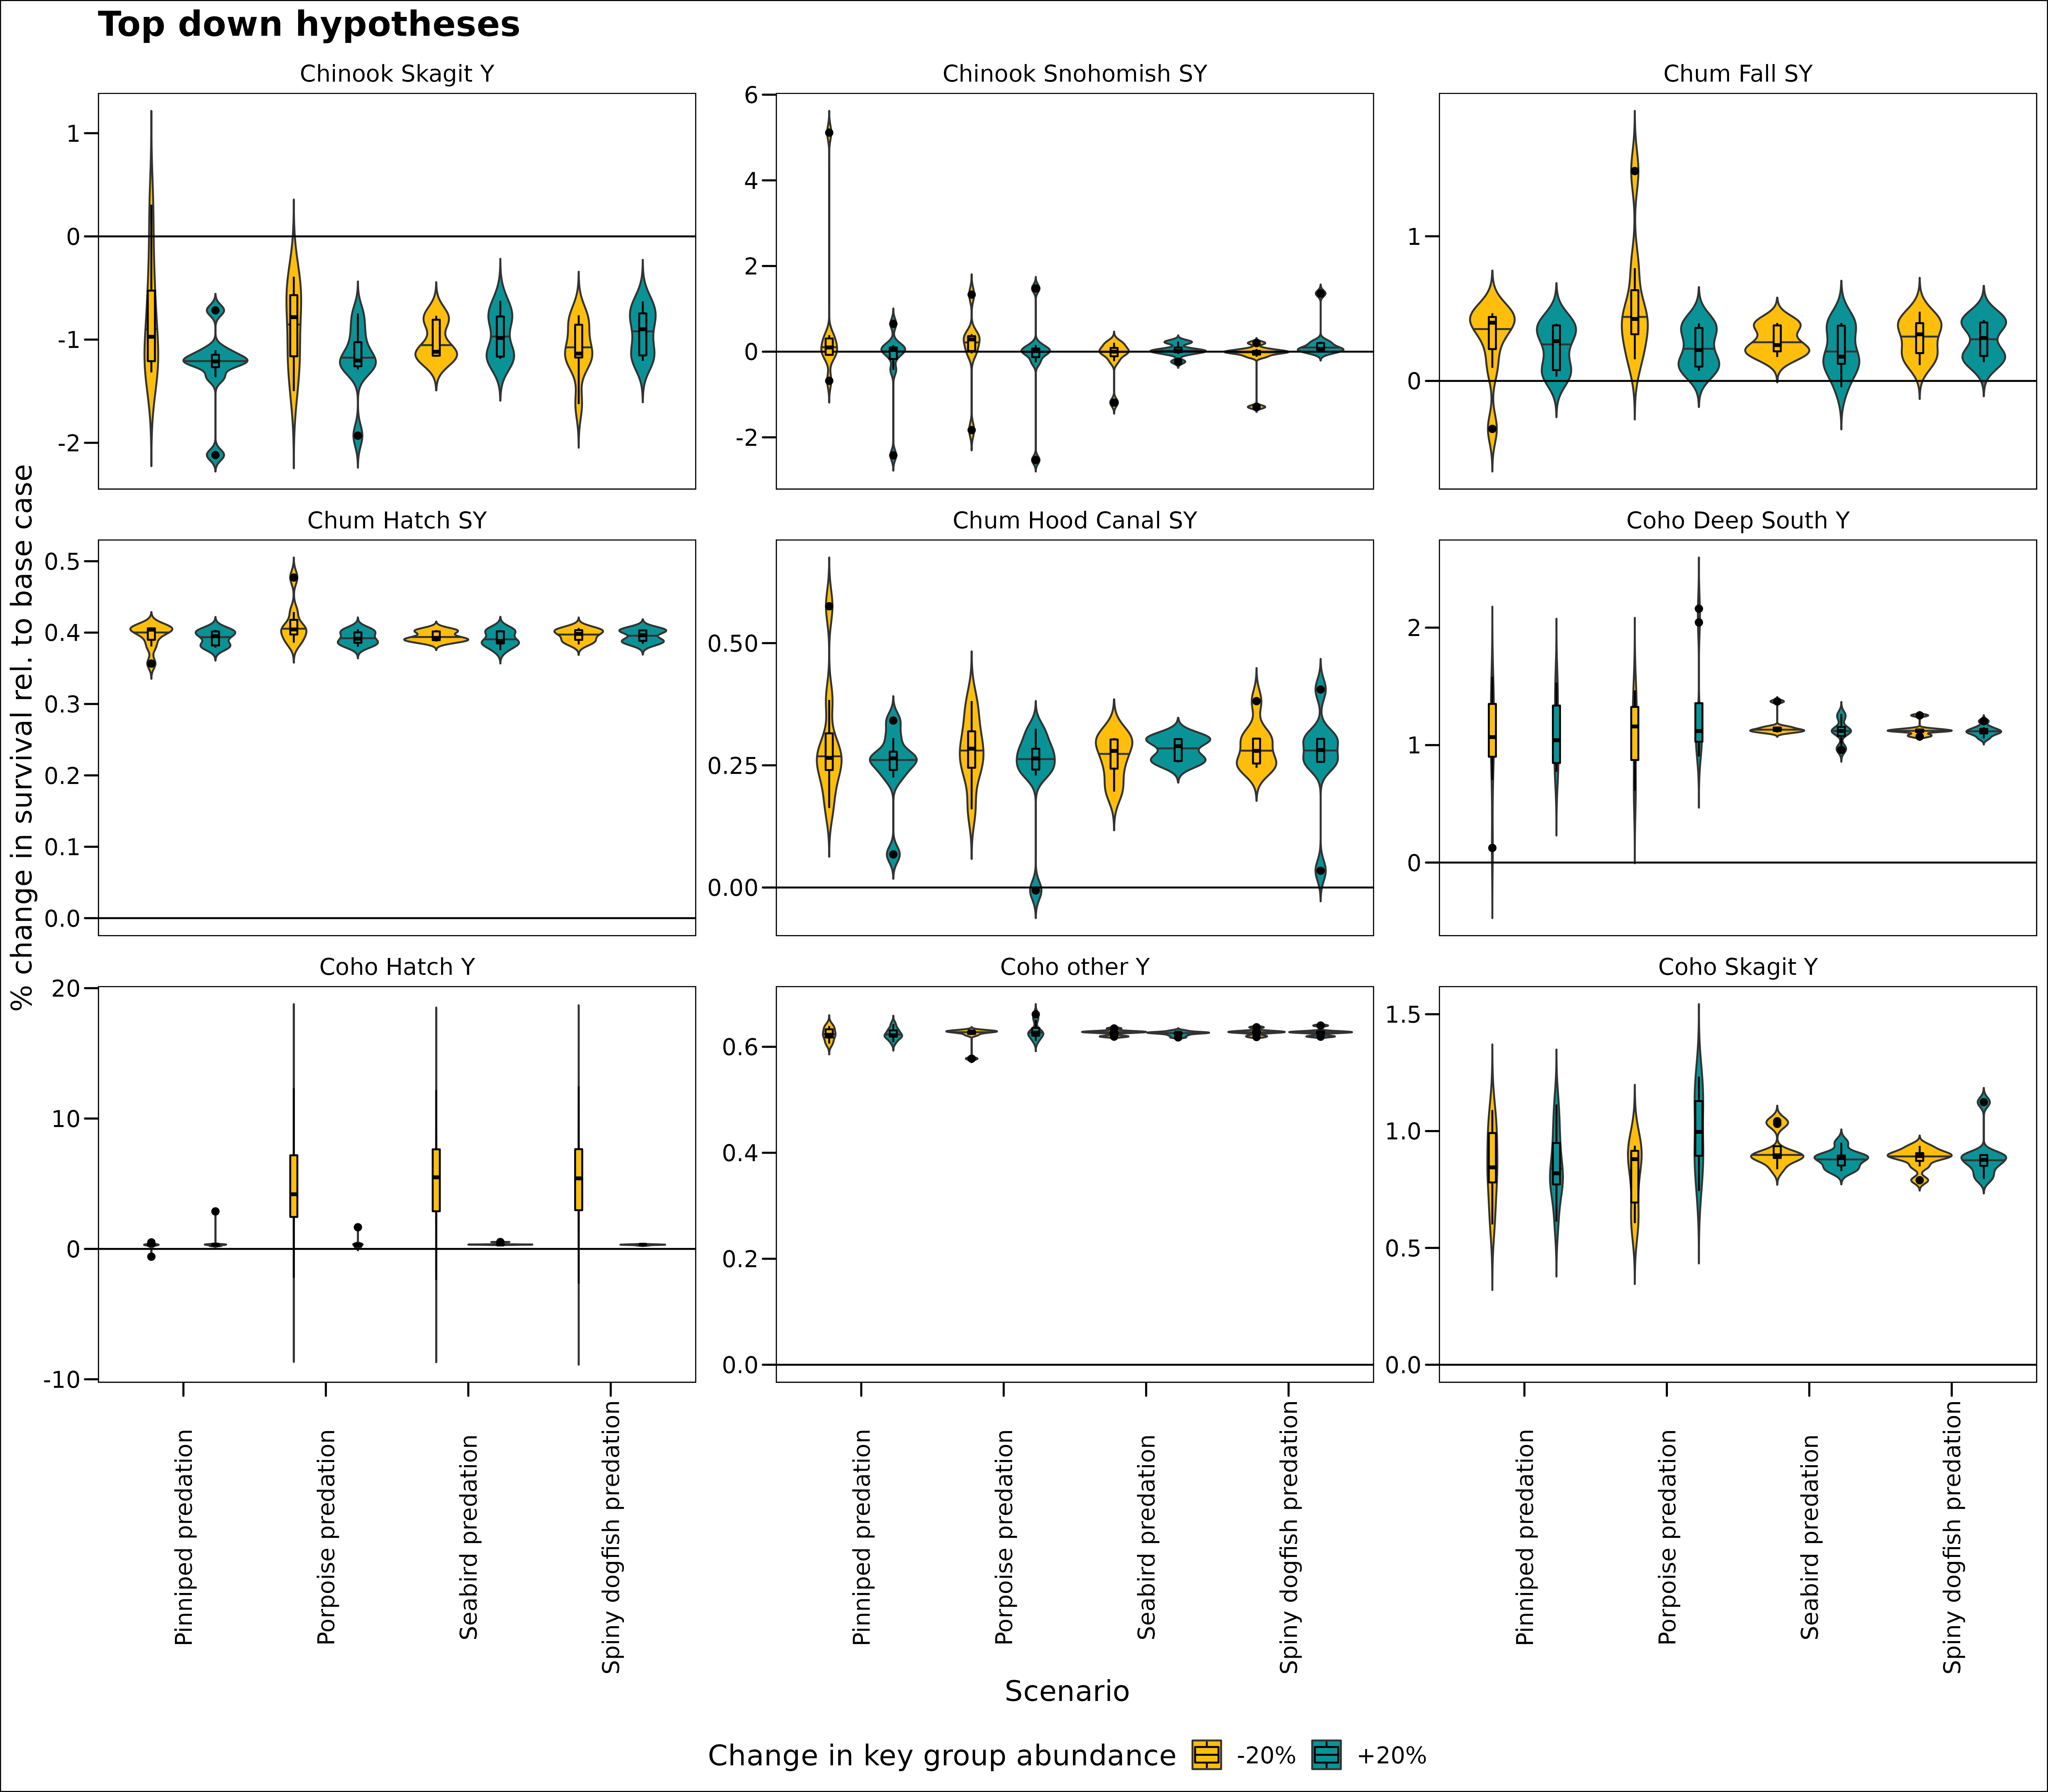 Top down hypotheses
Chinook Skagit Y
Chinook Snohomish SY
Chum Fall SY
1
0
-1
-2
6
4
2
0
-2
1
0
% change in survival rel. to base case
Chum Hatch SY
Chum Hood Canal SY
Coho Deep South Y
0.5
0.4
0.3
0.2
0.1
0.0
0.50
0.25
0.00
2
1
0
Coho Hatch Y
Coho other Y
Coho Skagit Y
20
10
0
-10
0.6
0.4
0.2
0.0
1.5
1.0
0.5
0.0
Pinniped predation
Porpoise predation
Seabird predation
Spiny dogfish predation
Pinniped predation
Porpoise predation
Seabird predation
Spiny dogfish predation
Pinniped predation
Porpoise predation
Seabird predation
Spiny dogfish predation
Scenario
Change in key group abundance -20% +20%